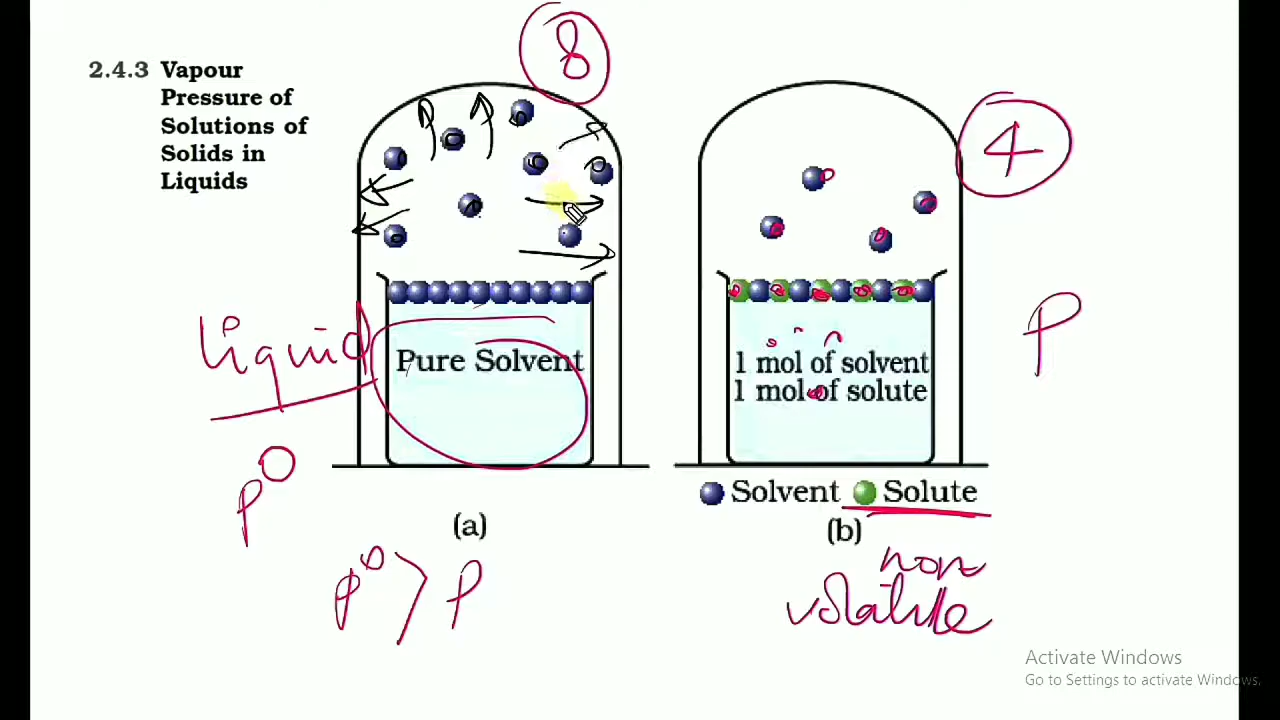 2.4.3 Vapour
Pressure of
Solutions of
Solids in
Liquids
8
4
Liquid
Pure Solvent
1 mol of solvent
1 mol of solute
P
P⁰
Solvent Solute
(a)
(b)
P⁰ > P
non
volatile
Activate Windows
Go to Settings to activate Windows.